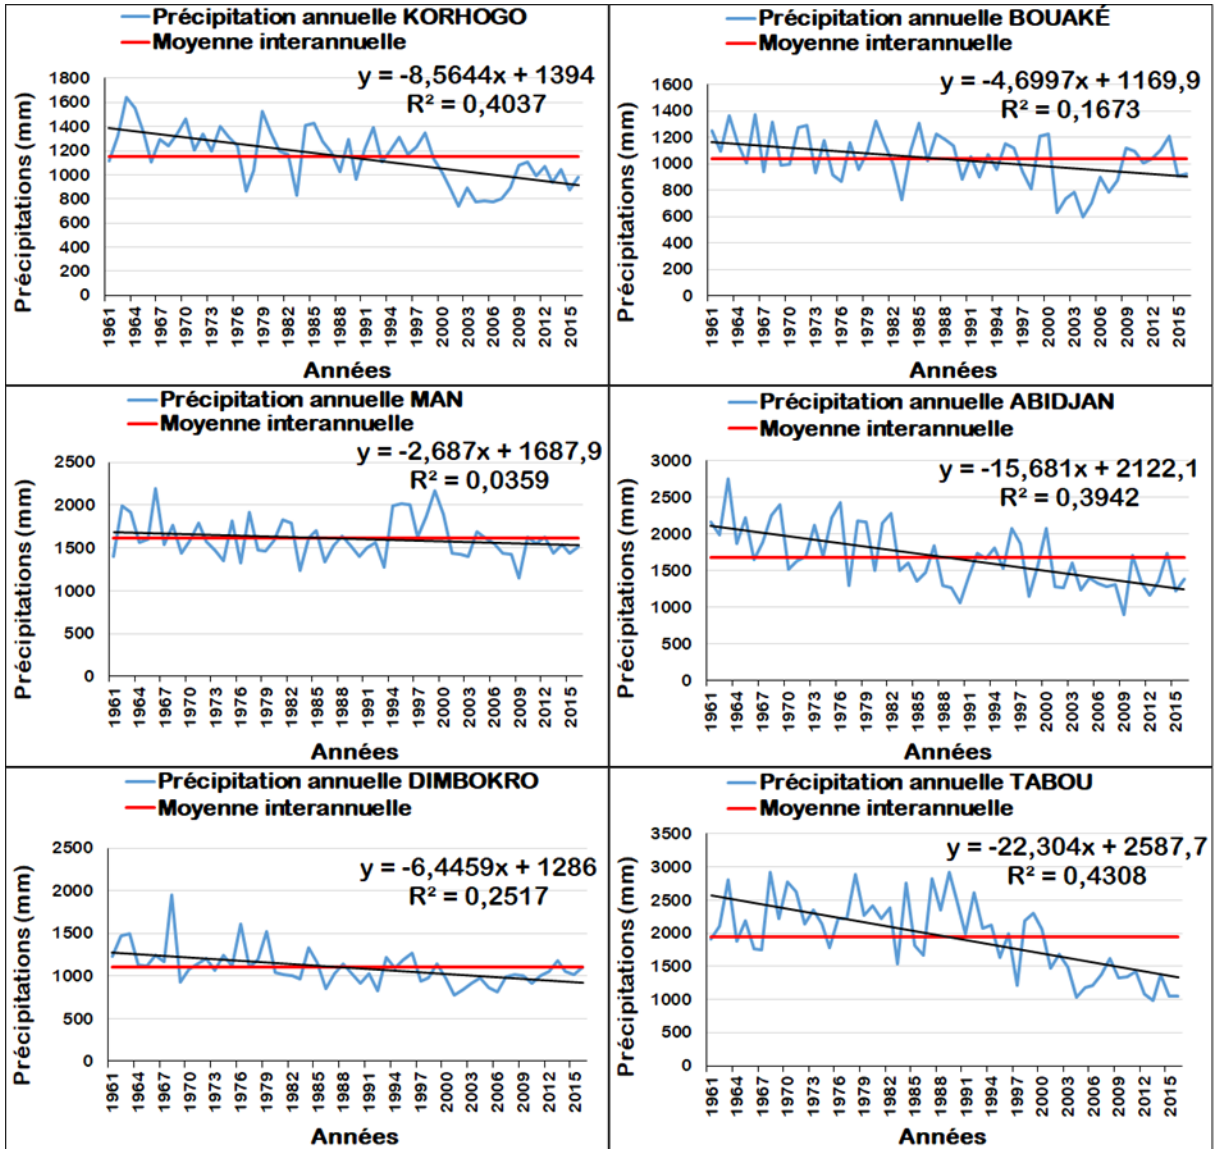 Précipitation annuelle KORHOGO
Moyenne interannuelle
y = -8,5644x + 1394
R² = 0,4037
Précipitations (mm)
1800
1600
1400
1200
1000
800
600
400
200
0
1961 1964 1967 1970 1973 1976 1979 1982 1985 1988 1991 1994 1997 2000 2003 2006 2009 2012 2015
Années
Précipitation annuelle BOUAKÉ
Moyenne interannuelle
y = -4,6997x + 1169,9
R² = 0,1673
Précipitations (mm)
1600
1400
1200
1000
800
600
400
200
0
1961 1964 1967 1970 1973 1976 1979 1982 1985 1988 1991 1994 1997 2000 2003 2006 2009 2012 2015
Années
Précipitation annuelle MAN
Moyenne interannuelle
y = -2,687x + 1687,9
R² = 0,0359
Précipitations (mm)
2500
2000
1500
1000
500
0
1961 1964 1967 1970 1973 1976 1979 1982 1985 1988 1991 1994 1997 2000 2003 2006 2009 2012 2015
Années
Précipitation annuelle ABIDJAN
Moyenne interannuelle
y = -15,681x + 2122,1
R² = 0,3942
Précipitations (mm)
3000
2500
2000
1500
1000
500
0
1961 1964 1967 1970 1973 1976 1979 1982 1985 1988 1991 1994 1997 2000 2003 2006 2009 2012 2015
Années
Précipitation annuelle DIMBOKRO
Moyenne interannuelle
y = -6,4459x + 1286
R² = 0,2517
Précipitations (mm)
2500
2000
1500
1000
500
0
1961 1964 1967 1970 1973 1976 1979 1982 1985 1988 1991 1994 1997 2000 2003 2006 2009 2012 2015
Années
Précipitation annuelle TABOU
Moyenne interannuelle
y = -22,304x + 2587,7
R² = 0,4308
Précipitations (mm)
3500
3000
2500
2000
1500
1000
500
0
1961 1964 1967 1970 1973 1976 1979 1982 1985 1988 1991 1994 1997 2000 2003 2006 2009 2012 2015
Années